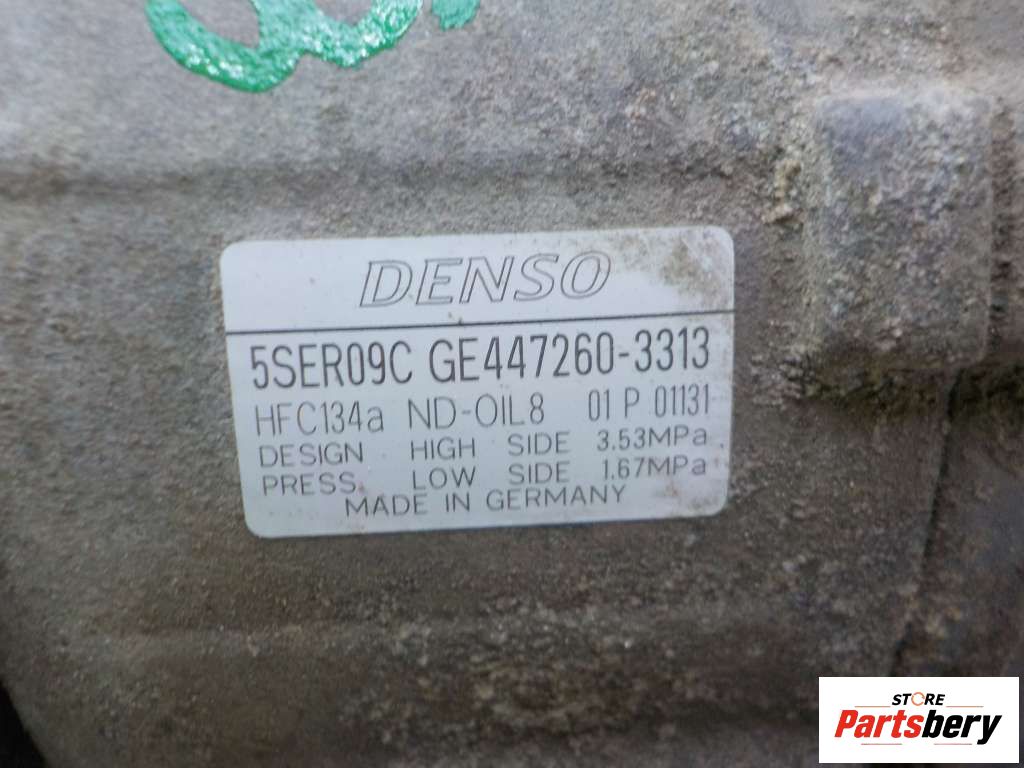 DENSO
5SER09C GE447260-3313
HFC134a ND-OIL8 01 P 01131
DESIGN HIGH SIDE 3.53MPa
PRESS. LOW SIDE 1.67MPa
MADE IN GERMANY
STORE
Partsbery